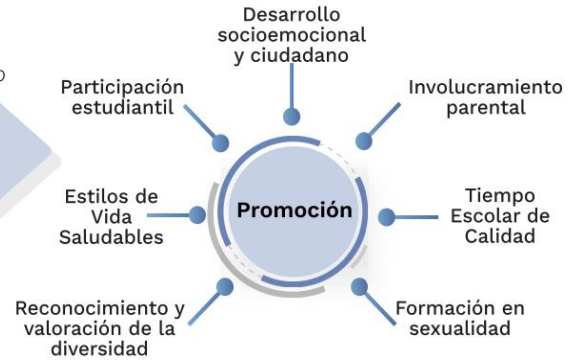 Desarrollo
socioemocional
y ciudadano
Participación
estudiantil
Involucramiento
parental
Estilos de
Vida
Saludables
Promoción
Tiempo
Escolar de
Calidad
Reconocimiento y
valoración de la
diversidad
Formación en
sexualidad